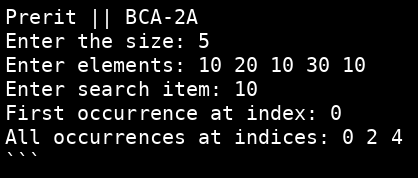 Prerit || BCA-2A
Enter the size: 5
Enter elements: 10 20 10 30 10
Enter search item: 10
First occurrence at index: 0
All occurrences at indices: 0 2 4
```